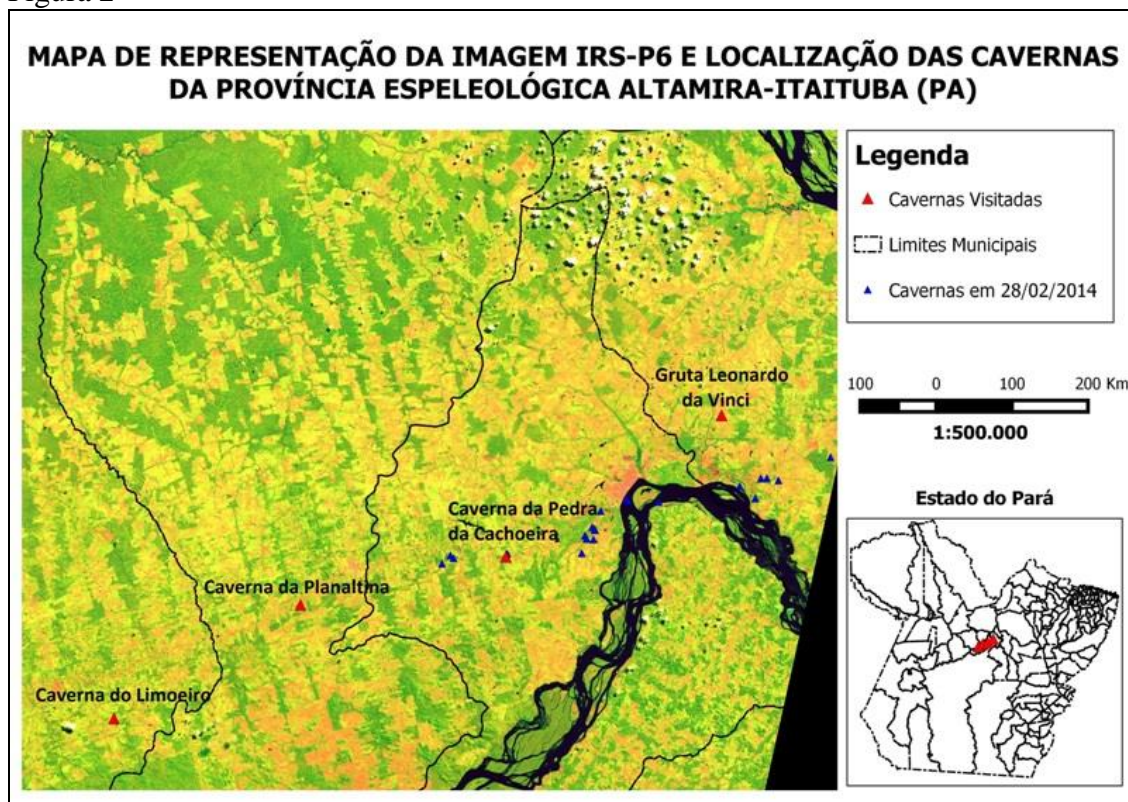 Figura 2
MAPA DE REPRESENTAÇÃO DA IMAGEM IRS-P6 E LOCALIZAÇÃO DAS CAVERNAS
DA PROVÍNCIA ESPELEOLÓGICA ALTAMIRA-ITAITUBA (PA)
Legenda
Cavernas Visitadas
Limites Municipais
Cavernas em 28/02/2014
Gruta Leonardo
da Vinci
Caverna da Pedra
da Cachoeira
Caverna da Planaltina
Caverna do Limoeiro
100 0 100 200 Km
1:500.000
Estado do Pará